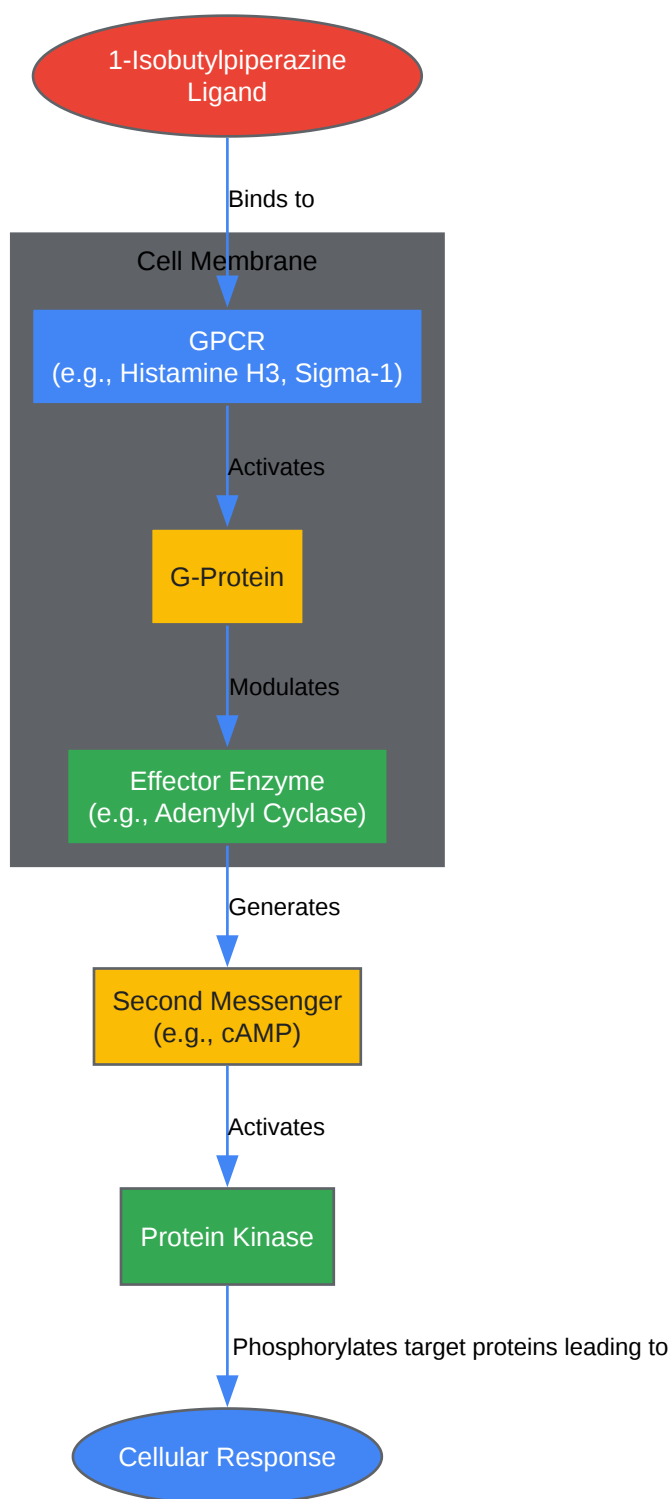 1-Isobutylpiperazine
Ligand
Binds to
Cell Membrane
GPCR
(e.g., Histamine H3, Sigma-1)
Activates
G-Protein
Modulates
Effector Enzyme
(e.g., Adenylyl Cyclase)
Generates
Second Messenger
(e.g., cAMP)
Activates
Protein Kinase
Phosphorylates target proteins leading to
Cellular Response